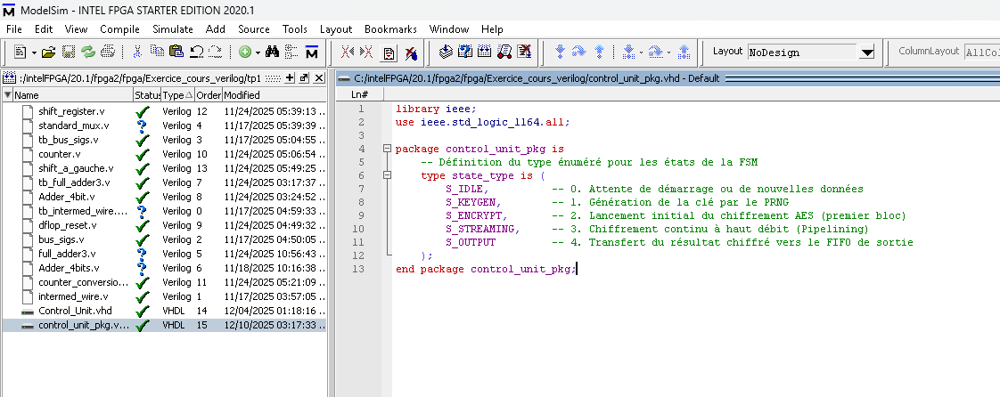 ModelSim - INTEL FPGA STARTER EDITION 2020.1
File Edit View Compile Simulate Add Source Tools Layout Bookmarks Window Help
Layout NoDesign ColumnLayout AllCol
:/intelFPGA/20.1/fpga2/fpga/Exercice_cours_verilog/tp1
Name Status Type Order Modified
shift_register.v Verilog 12 11/24/2025 05:39:13 ...
standard_mux.v Verilog 4 11/17/2025 05:39:39 ...
tb_bus_sigs.v Verilog 3 11/17/2025 05:04:55 ...
counter.v Verilog 10 11/24/2025 05:06:54 ...
shift_a_gauche.v Verilog 13 11/24/2025 05:49:25 ...
tb_full_adder3.v Verilog 7 11/24/2025 03:17:37 ...
Adder_4bit.v Verilog 8 11/24/2025 03:24:52 ...
tb_intermed_wire.... Verilog 0 11/17/2025 04:59:33 ...
dflop_reset.v Verilog 9 11/24/2025 04:49:32 ...
bus_sigs.v Verilog 2 11/17/2025 04:50:05 ...
full_adder3.v Verilog 5 11/24/2025 10:56:43 ...
Adder_4bits.v Verilog 6 11/18/2025 10:16:38 ...
counter_conversio... Verilog 11 11/24/2025 05:21:09 ...
intermed_wire.v Verilog 1 11/17/2025 03:57:05 ...
Control_Unit.vhd VHDL 14 12/04/2025 01:18:16 ...
control_unit_pkg.v... VHDL 15 12/10/2025 03:17:33 ...
C:/intelFPGA/20.1/fpga2/fpga/Exercice_cours_verilog/control_unit_pkg.vhd - Default
Ln#
1 library ieee;
2 use ieee.std_logic_1164.all;
3
4 package control_unit_pkg is
5 -- Définition du type énuméré pour les états de la FSM
6 type state_type is (
7 S_IDLE, -- 0. Attente de démarrage ou de nouvelles données
8 S_KEYGEN, -- 1. Génération de la clé par le PRNG
9 S_ENCRYPT, -- 2. Lancement initial du chiffrement AES (premier bloc)
10 S_STREAMING, -- 3. Chiffrement continu à haut débit (Pipelining)
11 S_OUTPUT -- 4. Transfert du résultat chiffré vers le FIFO de sortie
12 );
13 end package control_unit_pkg;